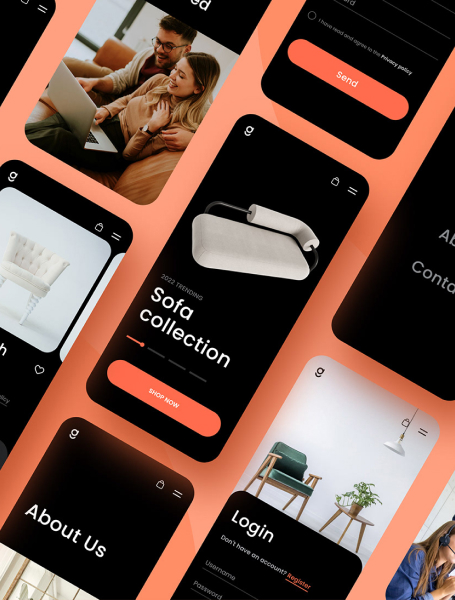 ed
I have read and agree to the Privacy policy
Send
g
g
2022 TRENDING
Sofa
collection
SHOP NOW
h
Ab
Conta
g
About Us
g
Login
Don't have an account? Register
Username
Password